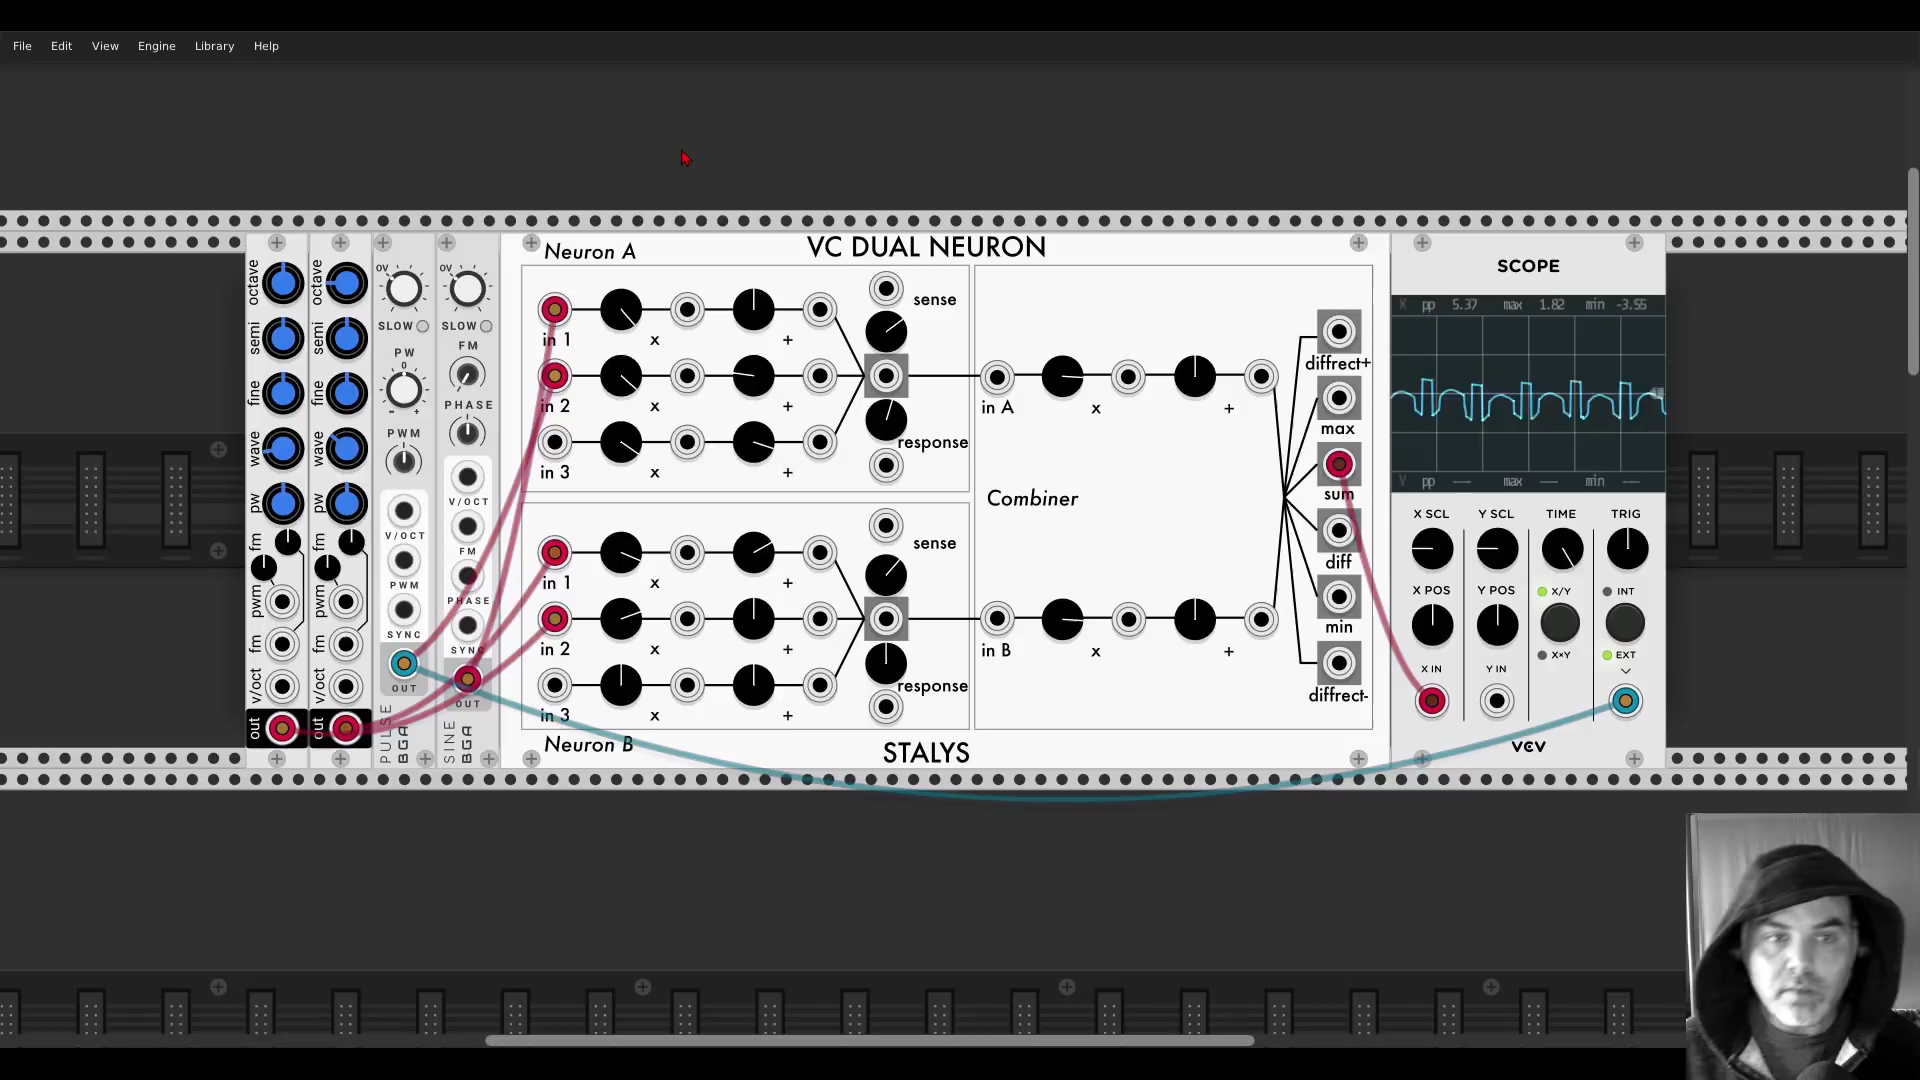 File Edit View Engine Library Help
octave
semi
fine
wave
pw
fm
pwm
fm
v/oct
out
octave
semi
fine
wave
pw
fm
pwm
fm
v/oct
out
0V
SLOW
PW
0
- +
PWM
V/OCT
PWM
SYNC
OUT
PULSE
BGA
0V
SLOW
FM
PHASE
V/OCT
FM
PHASE
SYNC
OUT
SINE
BGA
VC DUAL NEURON
Neuron A
in 1 x +
in 2 x +
in 3 x +
sense
response
in 1 x +
in 2 x +
in 3 x +
sense
response
Neuron B
in A x +
Combiner
in B x +
diffrect+
max
sum
diff
min
diffrect-
STALYS
SCOPE
X pp 5.37 max 1.82 min -3.55
Y pp --- max --- min ---
X SCL Y SCL TIME TRIG
X POS Y POS X/Y INT
X×Y EXT
X IN Y IN
VCV